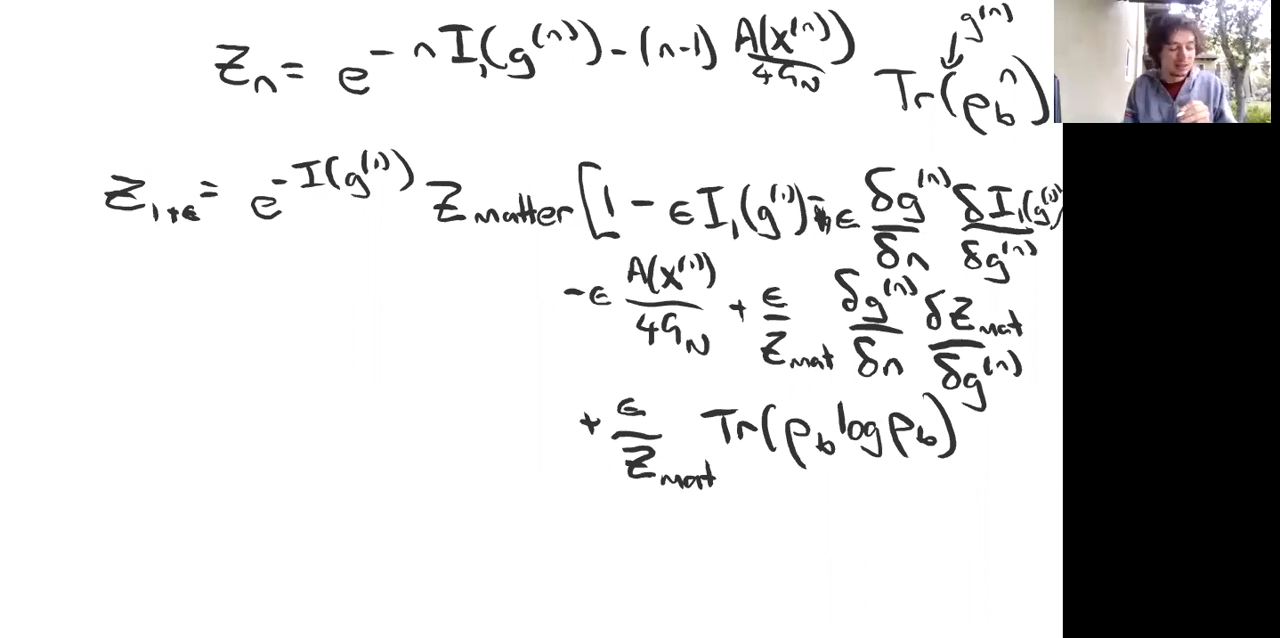 g^(n)
Z_n = e^{- n I_1(g^(n)) - (n-1) A(x^(n))/4G_N} Tr(ρ_b^n)
Z_{1+ε} = e^{-I(g^(1))} Z_matter [1 - εI_1(g^(1)) - ε δg^(n)/δn δI_1(g^(1))/δg^(n)
-ε A(x^(1))/4G_N + ε/Z_mat δg^(n)/δn δZ_mat/δg^(n)
+ ε/Z_mat Tr(ρ_b log ρ_b)